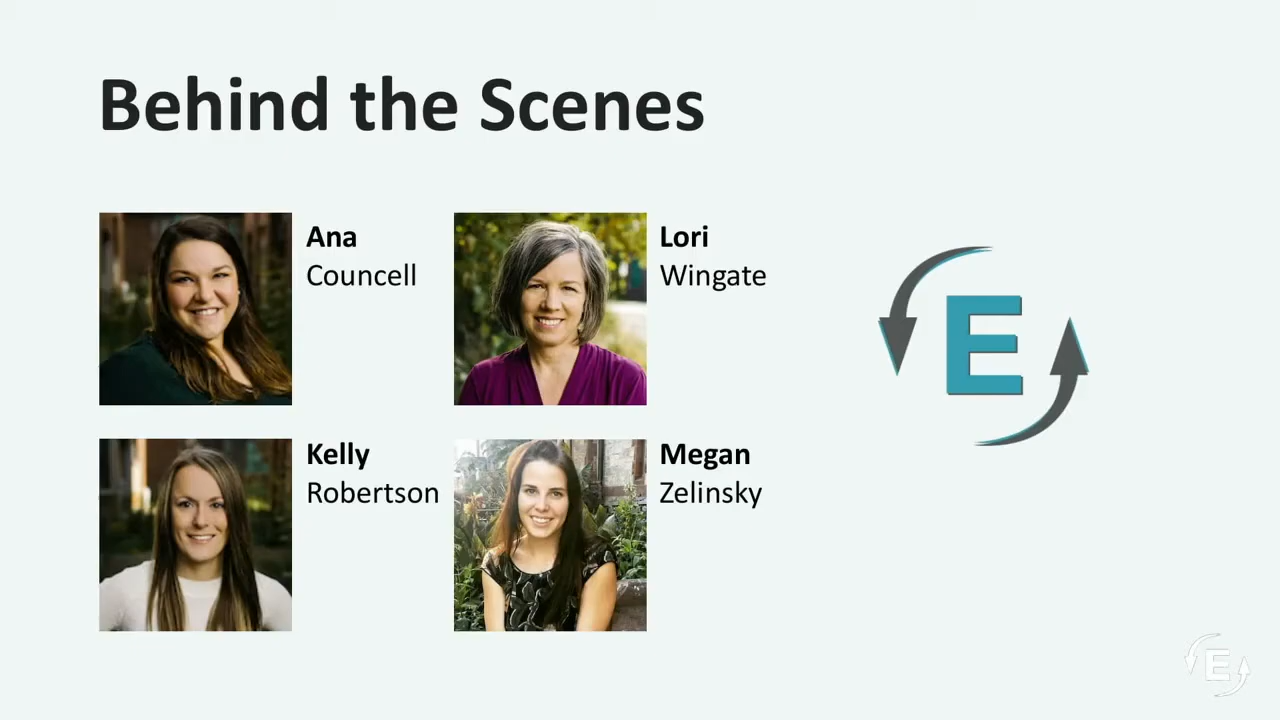 Behind the Scenes
Ana
Councell
Lori
Wingate
E
Kelly
Robertson
Megan
Zelinsky
E